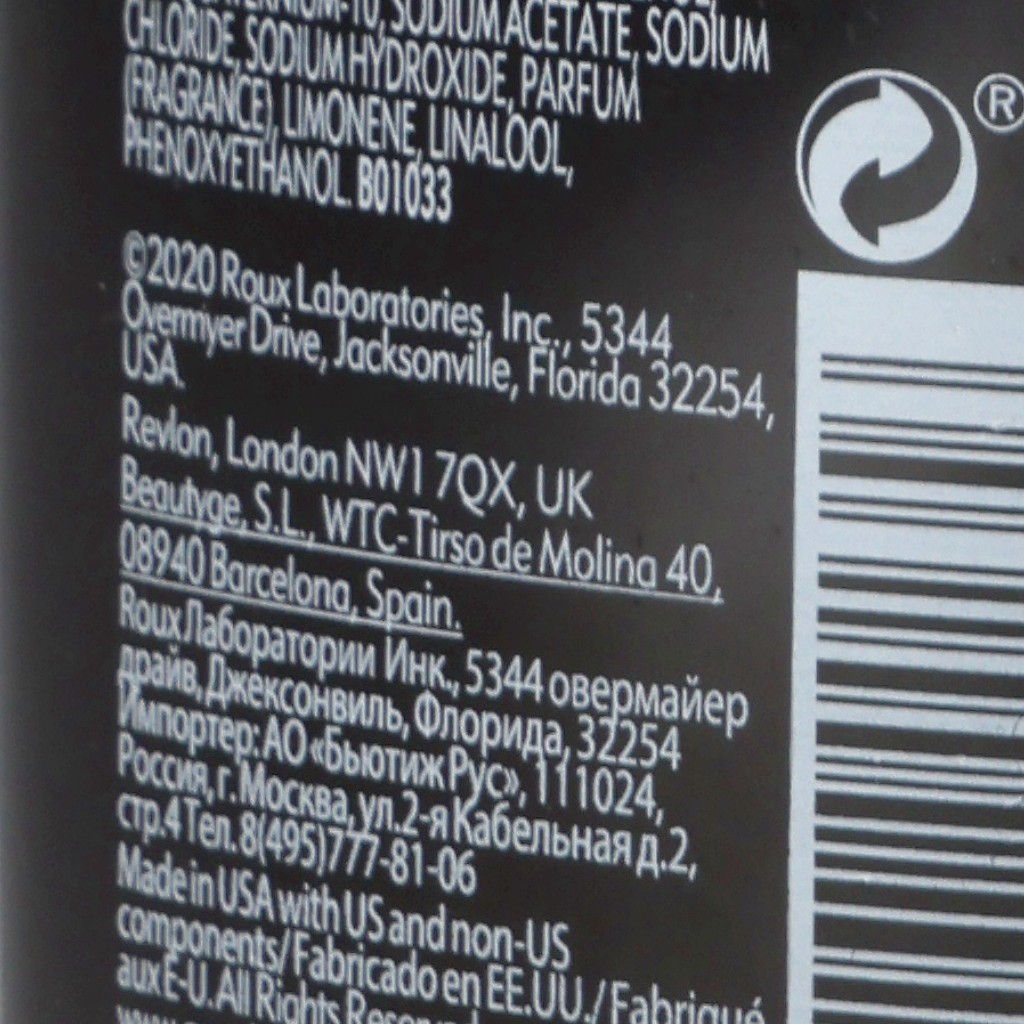 SODIUM ACETATE, SODIUM
CHLORIDE, SODIUM HYDROXIDE, PARFUM
(FRAGRANCE), LIMONENE, LINALOOL,
PHENOXYETHANOL. B01033
©2020 Roux Laboratories, Inc., 5344
Overmyer Drive, Jacksonville, Florida 32254,
USA.
Revlon, London NW1 7QX, UK
Beautyge, S.L., WTC-Tirso de Molina 40,
08940 Barcelona, Spain.
Roux Лаборатории Инк., 5344 овермайер
драйв, Джексонвиль, Флорида, 32254
Импортер: АО «Бьютиж Рус», 111024,
Россия, г. Москва, ул.2-я Кабельная д.2,
стр.4 Тел. 8(495)777-81-06
Made in USA with US and non-US
components/Fabricado en EE.UU./Fabriqué
aux E-U. All Rights
®